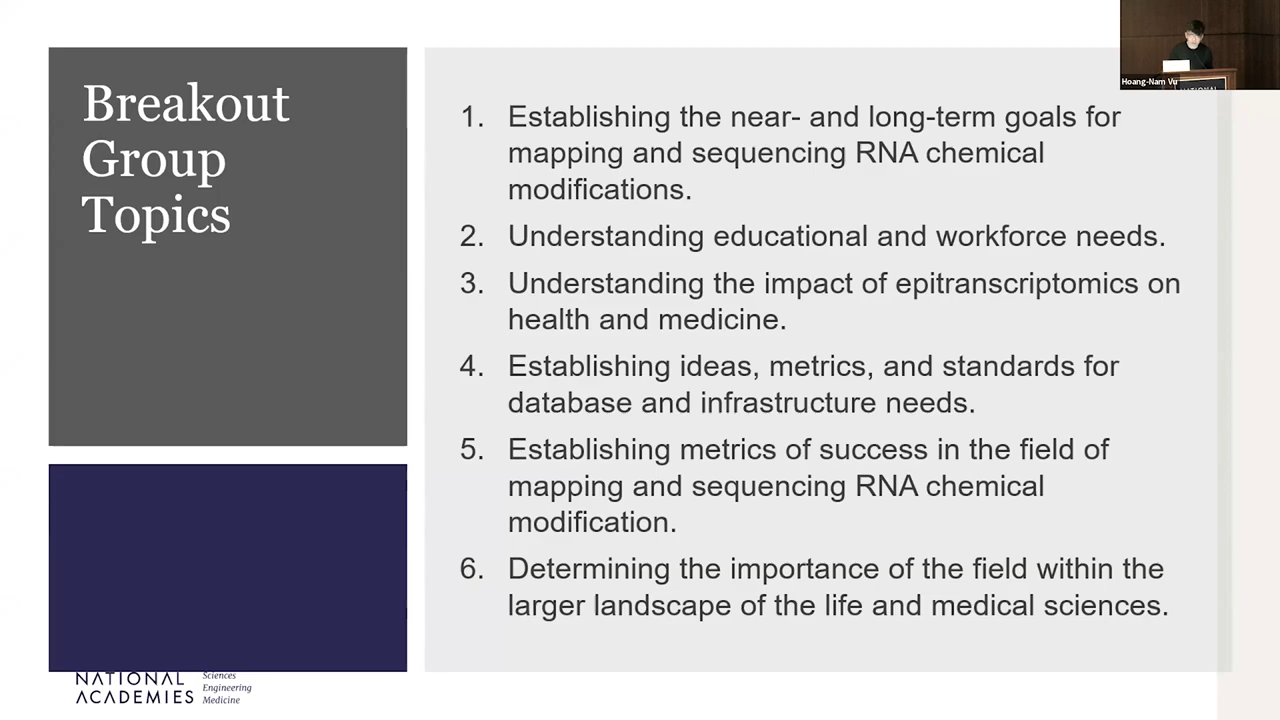 Breakout
Group
Topics
1. Establishing the near- and long-term goals for
mapping and sequencing RNA chemical
modifications.
2. Understanding educational and workforce needs.
3. Understanding the impact of epitranscriptomics on
health and medicine.
4. Establishing ideas, metrics, and standards for
database and infrastructure needs.
5. Establishing metrics of success in the field of
mapping and sequencing RNA chemical
modification.
6. Determining the importance of the field within the
larger landscape of the life and medical sciences.
Hoang-Nam Vu
NATIONAL
NATIONAL
ACADEMIES
Sciences
Engineering
Medicine